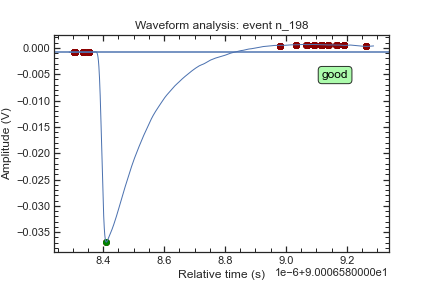 Waveform analysis: event n_198
0.000
−0.005
−0.010
−0.015
−0.020
−0.025
−0.030
−0.035
Amplitude (V)
good
8.4 8.6 8.8 9.0 9.2
1e-6+9.0006580000e1
Relative time (s)